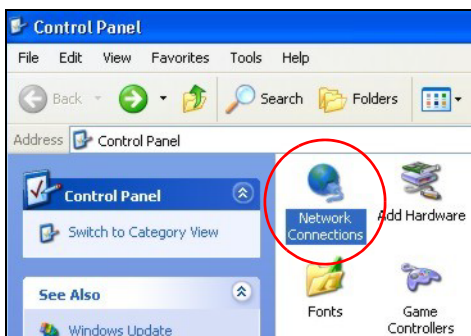 Control Panel
File Edit View Favorites Tools Help
Back Search Folders
Address Control Panel
Control Panel
Switch to Category View
See Also
Windows Update
Network Connections
Add Hardware
Fonts
Game Controllers